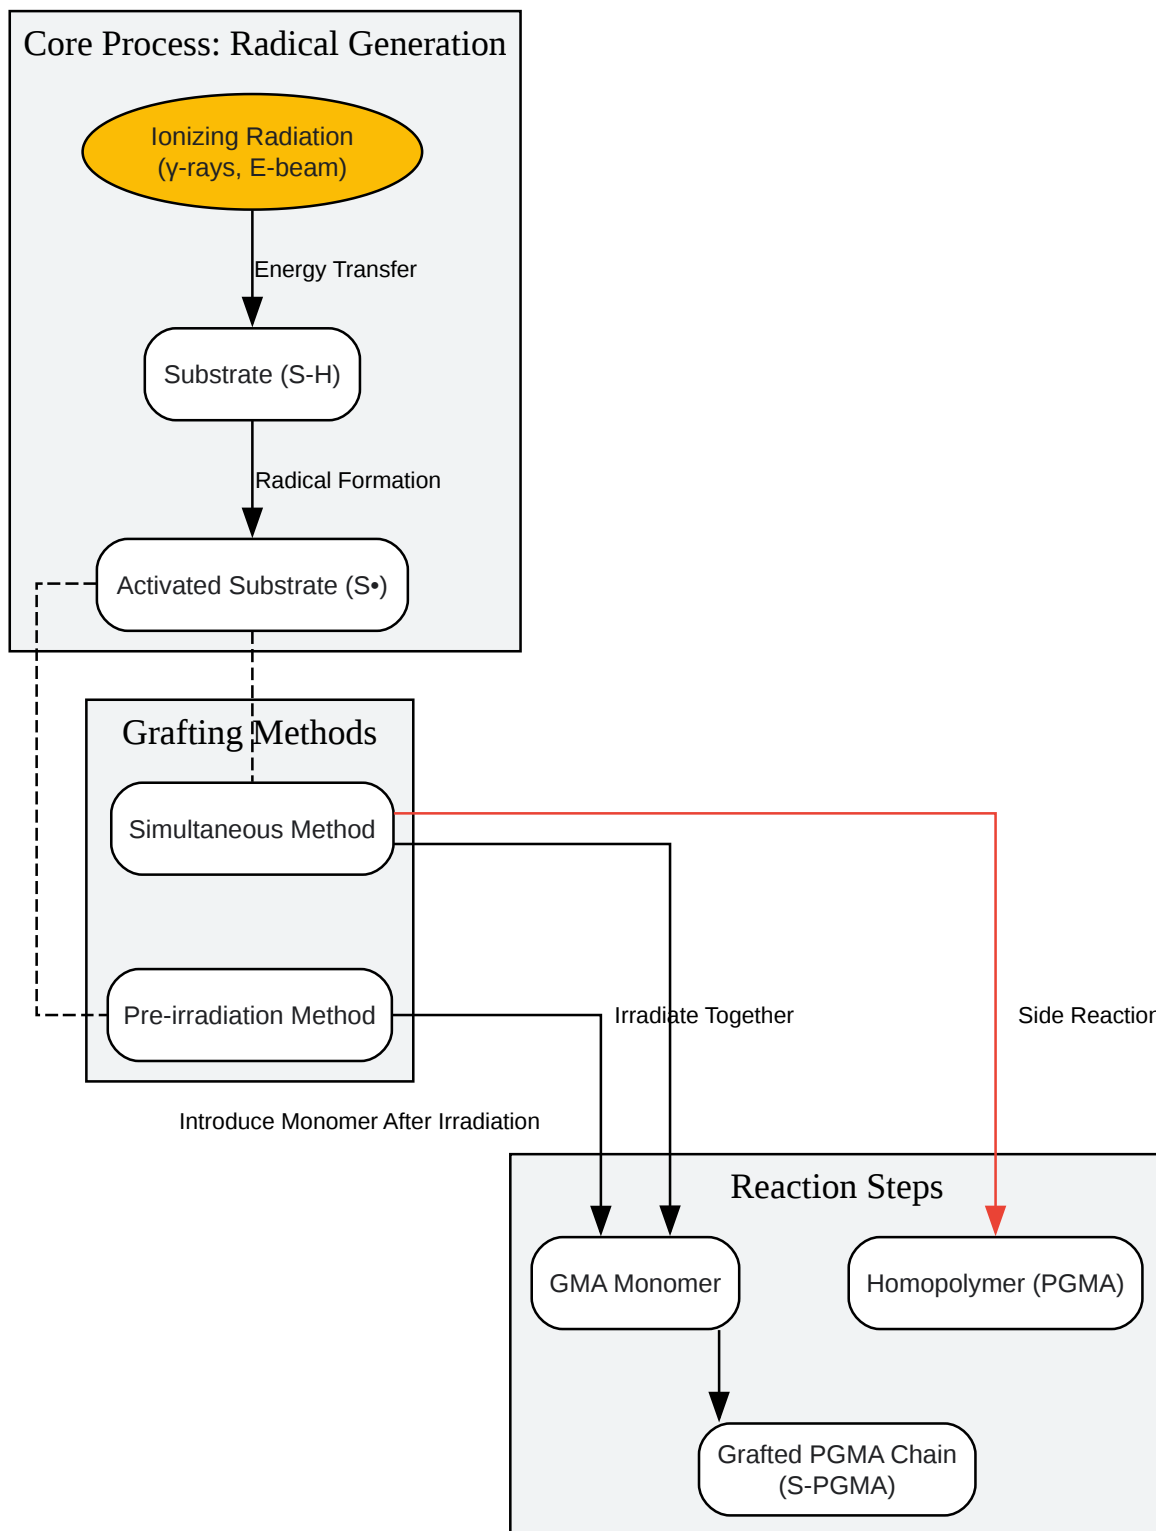 Core Process: Radical Generation
Ionizing Radiation
(γ-rays, E-beam)
Energy Transfer
Substrate (S-H)
Radical Formation
Activated Substrate (S•)
Grafting Methods
Simultaneous Method
Pre-irradiation Method
Irradiate Together
Side Reaction
Introduce Monomer After Irradiation
Reaction Steps
GMA Monomer
Homopolymer (PGMA)
Grafted PGMA Chain
(S-PGMA)